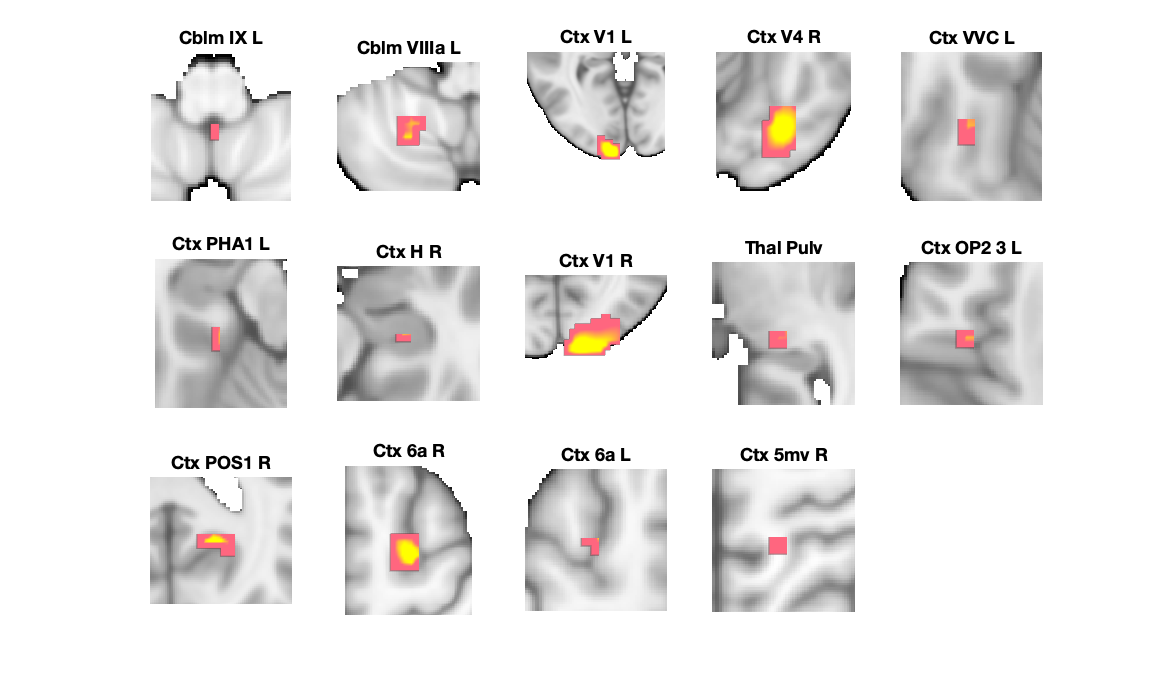 Cblm IX L
Cblm VIIIa L
Ctx V1 L
Ctx V4 R
Ctx VVC L
Ctx PHA1 L
Ctx H R
Ctx V1 R
Thal Pulv
Ctx OP2 3 L
Ctx POS1 R
Ctx 6a R
Ctx 6a L
Ctx 5mv R